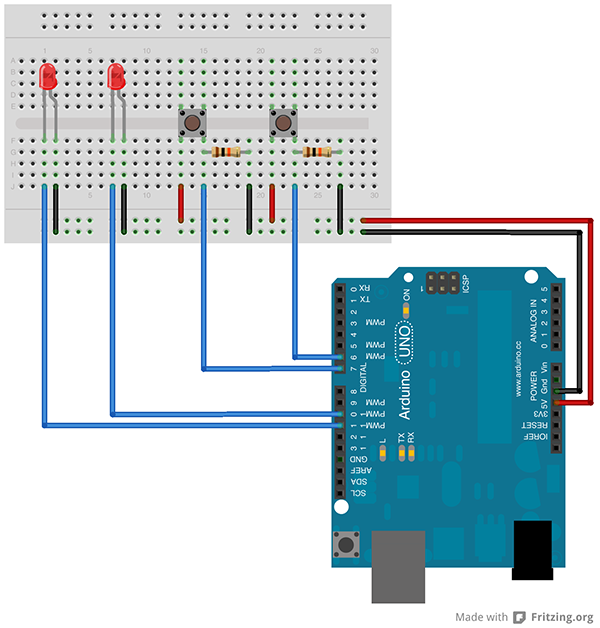 1 5 10 15 20 25 30
A
B
C
D
E
F
G
H
I
J
1 5 10 15 20 25 30
1 ICSP
ON
RX 0
TX 1
2
PWM 3
4
PWM 5
PWM 6
7
DIGITAL
8
PWM 9
PWM 10
PWM 11
12
13
GND
AREF
SDA
SCL
Arduino UNO
L
TX
RX
www.arduino.cc
ANALOG IN
5
4
3
2
1
0
POWER
Vin
Gnd
5V
3V3
RESET
IOREF
Made with Fritzing.org